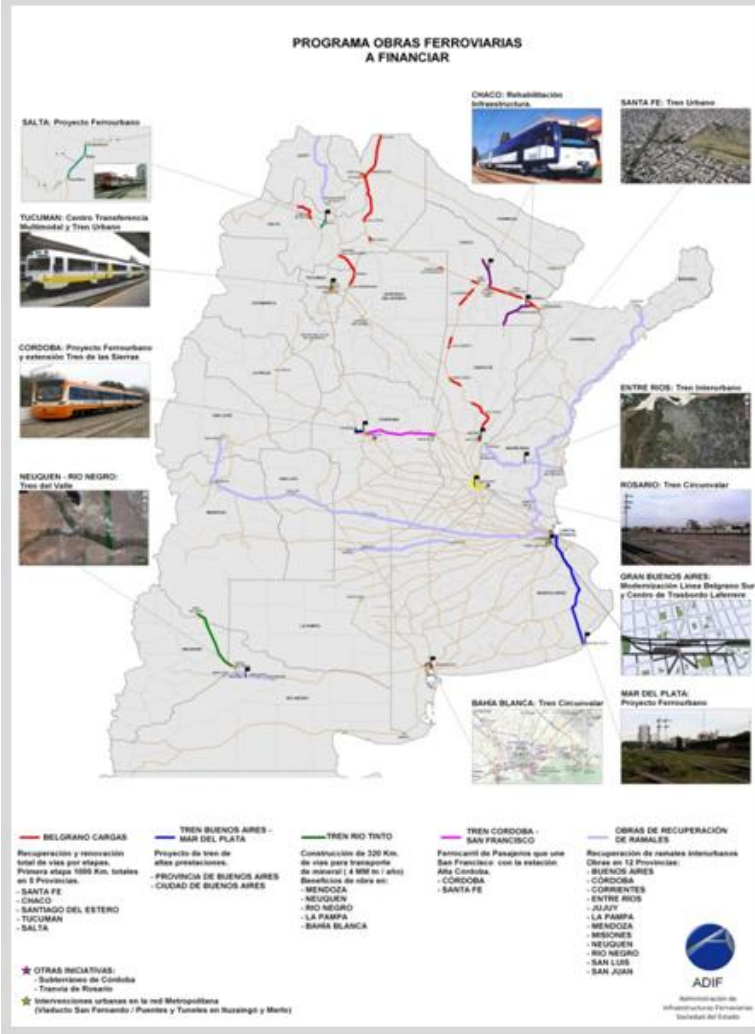 PROGRAMA OBRAS FERROVIARIAS
A FINANCIAR
CHACO: Rehabilitación
Infraestructura.
SANTA FE: Tren Urbano
SALTA: Proyecto Ferrourbano
TUCUMAN: Centro Transferencia
Multimodal y Tren Urbano
CORDOBA: Proyecto Ferrourbano
y extensión Tren de las Sierras
ENTRE RIOS: Tren Interurbano
NEUQUEN - RIO NEGRO:
Tren del Valle
ROSARIO: Tren Circunvalar
GRAN BUENOS AIRES:
Modernización Línea Belgrano Sur
y Centro de Trasbordo Laferrere
BAHÍA BLANCA: Tren Circunvalar
MAR DEL PLATA:
Proyecto Ferrourbano
BELGRANO CARGAS
Recuperación y renovación
total de vías por etapas.
Primera etapa 1000 Km. totales
en 5 Provincias.
- SANTA FE
- CHACO
- SANTIAGO DEL ESTERO
- TUCUMAN
- SALTA
TREN BUENOS AIRES -
MAR DEL PLATA
Proyecto de tren de
altas prestaciones.
- PROVINCIA DE BUENOS AIRES
- CIUDAD DE BUENOS AIRES
TREN RIO TINTO
Construcción de 320 Km.
de vías para transporte
de mineral ( 4 MM tn / año)
Beneficios de obra en:
- MENDOZA
- NEUQUEN
- RIO NEGRO
- LA PAMPA
- BAHIA BLANCA
TREN CORDOBA -
SAN FRANCISCO
Ferrocarril de Pasajeros que une
San Francisco con la estación
Alta Córdoba.
- CÓRDOBA
- SANTA FE
OBRAS DE RECUPERACIÓN
DE RAMALES
Recuperación de ramales interurbanos
Obras en 12 Provincias:
- BUENOS AIRES
- CÓRDOBA
- CORRIENTES
- ENTRE RIOS
- JUJUY
- LA PAMPA
- MENDOZA
- MISIONES
- NEUQUEN
- RIO NEGRO
- SAN LUIS
- SAN JUAN
OTRAS INICIATIVAS:
- Subterráneo de Córdoba
- Tranvía de Rosario
Intervenciones urbanas en la red Metropolitana
(Viaducto San Fernando / Puentes y Tuneles en Ituzaingó y Merlo)
ADIF
Administración de
Infraestructuras Ferroviarias
Sociedad del Estado